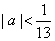 | a | < 1/13